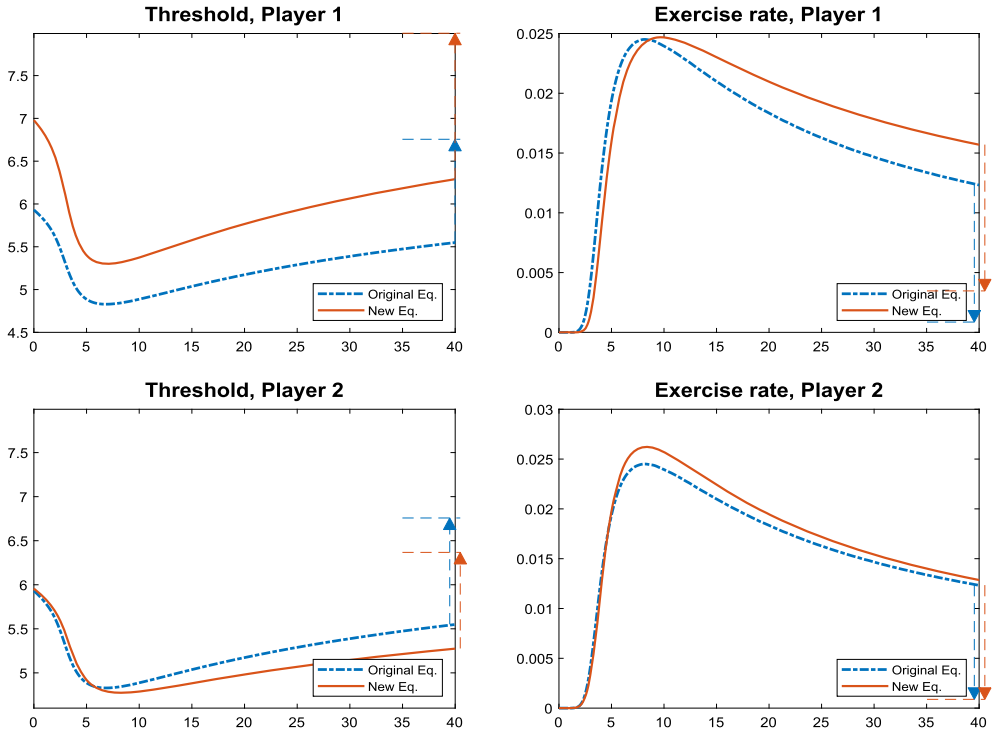 Threshold, Player 1
7.5
7
6.5
6
5.5
5
4.5
0 5 10 15 20 25 30 35 40
Original Eq.
New Eq.
Exercise rate, Player 1
0.025
0.02
0.015
0.01
0.005
0
0 5 10 15 20 25 30 35 40
Original Eq.
New Eq.
Threshold, Player 2
7.5
7
6.5
6
5.5
5
0 5 10 15 20 25 30 35 40
Original Eq.
New Eq.
Exercise rate, Player 2
0.03
0.025
0.02
0.015
0.01
0.005
0
0 5 10 15 20 25 30 35 40
Original Eq.
New Eq.